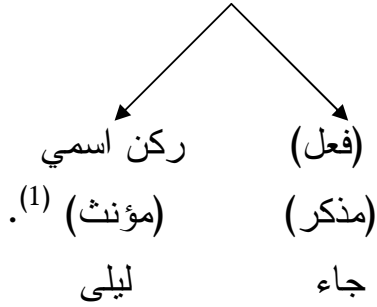 (فعل) ركن اسمي
(مذكر) (مؤنث) (1).
جاء ليلى